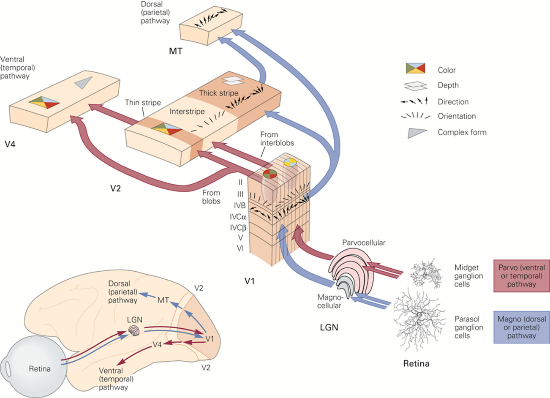 Dorsal
(parietal)
pathway
MT
Ventral
(temporal)
pathway
V4
Thick stripe
Thin stripe
Interstripe
V2
From
interblobs
From
blobs
II
III
IVB
IVCα
IVCβ
V
VI
V1
Color
Depth
Direction
Orientation
Complex form
Parvocellular
Magno-
cellular
LGN
Midget
ganglion
cells
Parvo (ventral
or temporal)
pathway
Parasol
ganglion
cells
Magno (dorsal
or parietal)
pathway
Retina
Dorsal
(parietal)
pathway
MT
V2
LGN
V1
V4
V2
Retina
Ventral
(temporal)
pathway